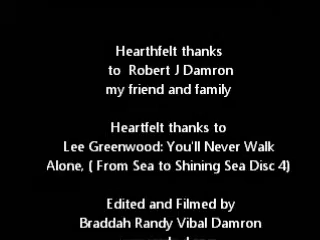 Hearthfelt thanks
to Robert J Damron
my friend and family
Heartfelt thanks to
Lee Greenwood: You'll Never Walk
Alone, ( From Sea to Shining Sea Disc 4)
Edited and Filmed by
Braddah Randy Vibal Damron